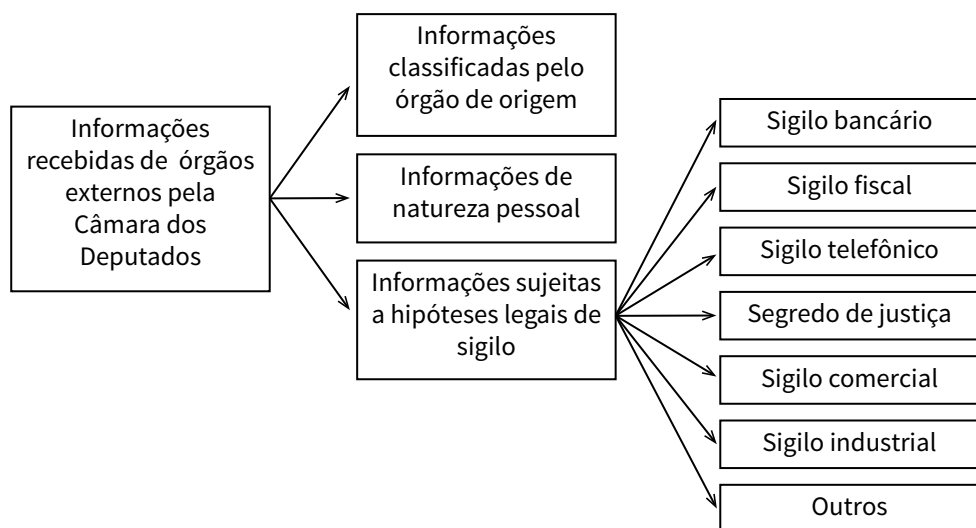 Informações
recebidas de órgãos
externos pela
Câmara dos
Deputados
Informações
classificadas pelo
órgão de origem
Informações de
natureza pessoal
Informações sujeitas
a hipóteses legais de
sigilo
Sigilo bancário
Sigilo fiscal
Sigilo telefônico
Segredo de justiça
Sigilo comercial
Sigilo industrial
Outros